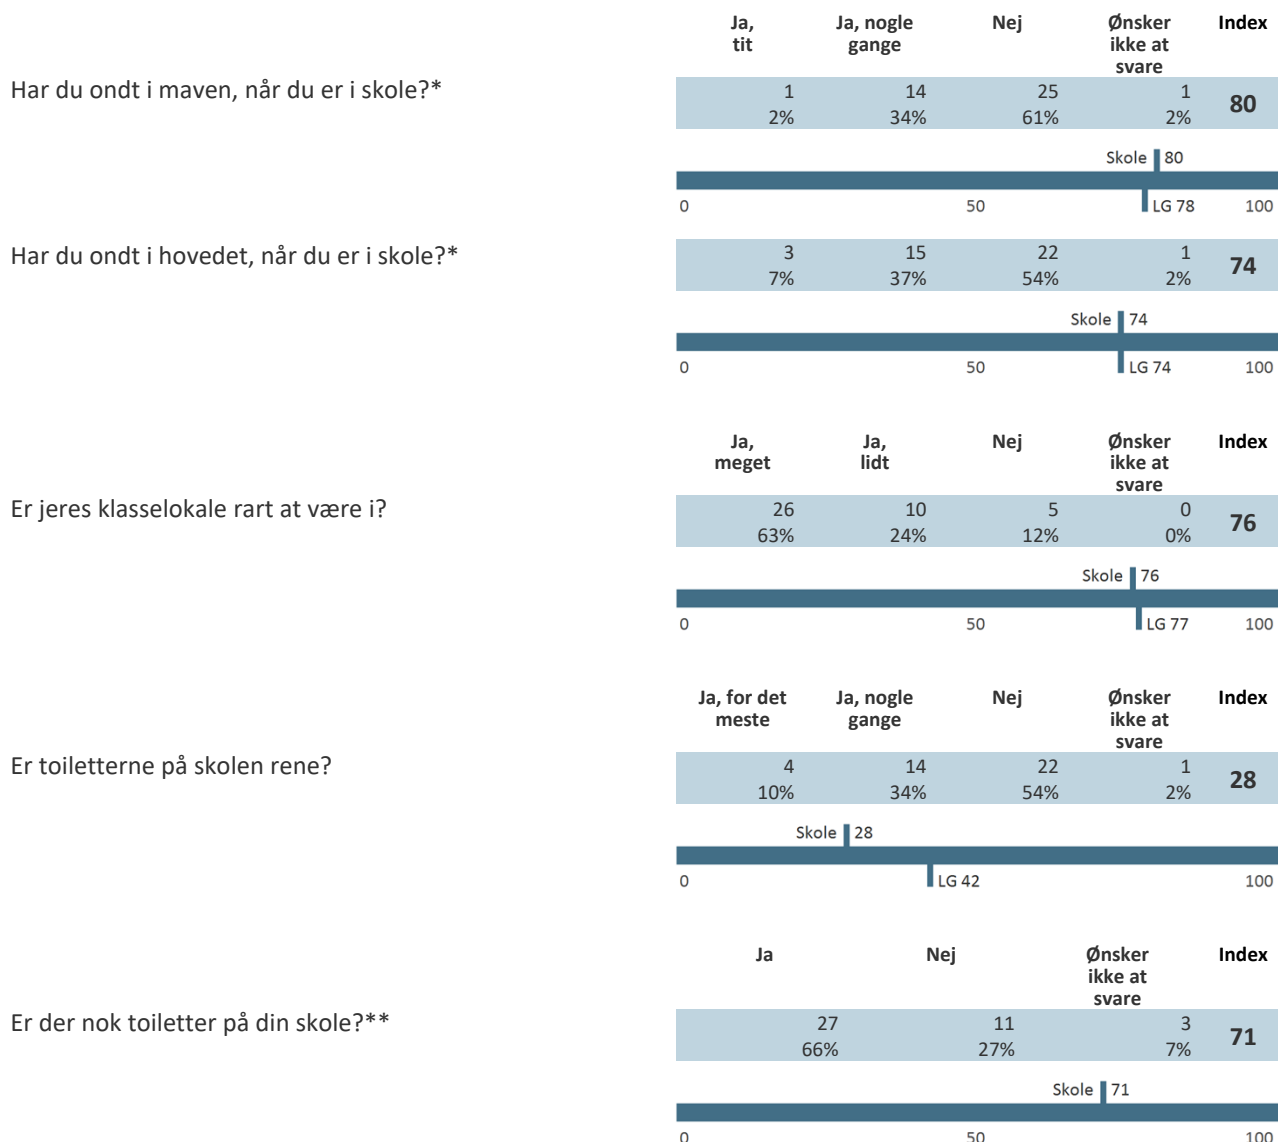 Ja, tit Ja, nogle gange Nej Ønsker ikke at svare Index
Har du ondt i maven, når du er i skole?* 1 14 25 1 80
2% 34% 61% 2%
Skole 80
0 50 LG 78 100
Har du ondt i hovedet, når du er i skole?* 3 15 22 1 74
7% 37% 54% 2%
Skole 74
0 50 LG 74 100
Ja, meget Ja, lidt Nej Ønsker ikke at svare Index
Er jeres klasselokale rart at være i? 26 10 5 0 76
63% 24% 12% 0%
Skole 76
0 50 LG 77 100
Ja, for det meste Ja, nogle gange Nej Ønsker ikke at svare Index
Er toiletterne på skolen rene? 4 14 22 1 28
10% 34% 54% 2%
Skole 28
0 LG 42 100
Ja Nej Ønsker ikke at svare Index
Er der nok toiletter på din skole?** 27 11 3 71
66% 27% 7%
Skole 71
0 50 100